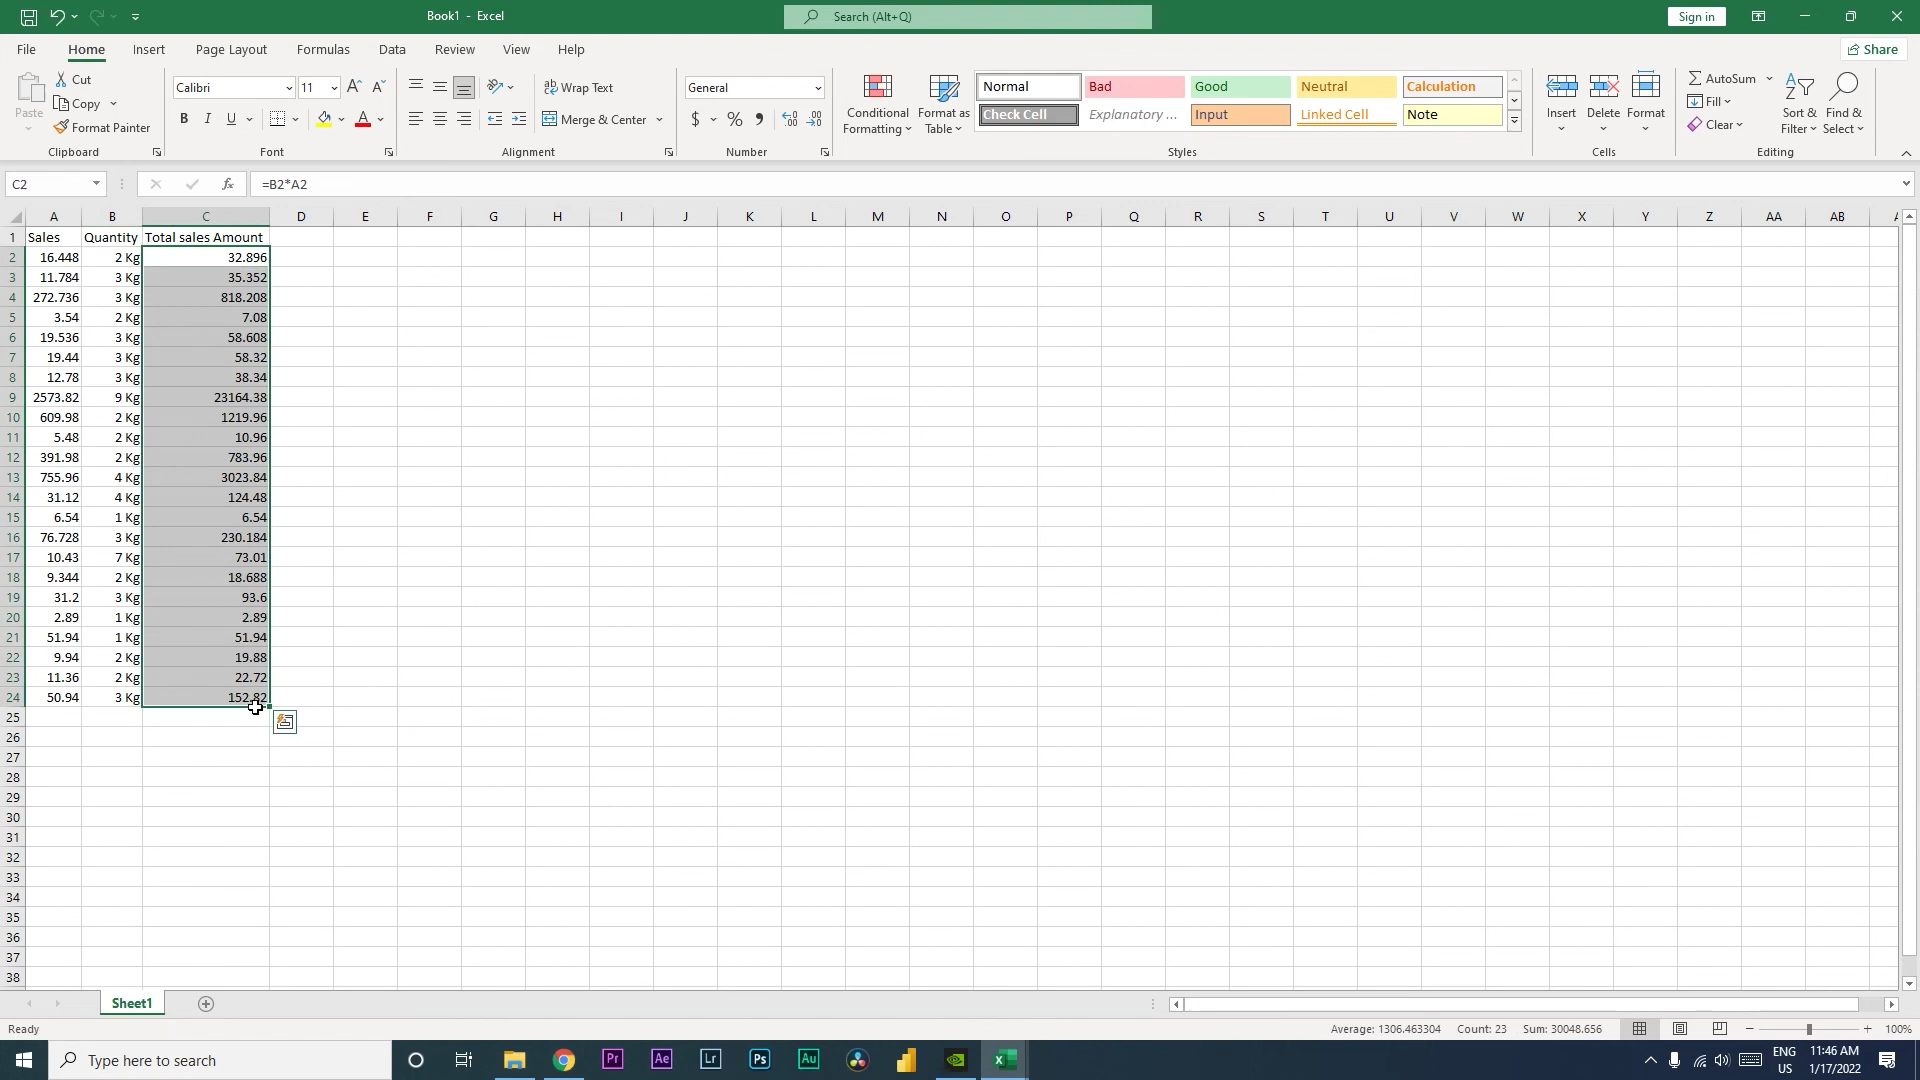 Book1 - Excel
Search (Alt+Q)
Sign in
File Home Insert Page Layout Formulas Data Review View Help
Share
Paste
Cut
Copy
Format Painter
Clipboard
Calibri 11
B I U
Font
Wrap Text
Merge & Center
Alignment
General
$ % ,
Number
Conditional Formatting
Format as Table
Normal Bad Good Neutral Calculation
Check Cell Explanatory ... Input Linked Cell Note
Styles
Insert Delete Format
Cells
AutoSum
Fill
Clear
Sort & Filter
Find & Select
Editing
C2 fx =B2*A2
A B C D E F G H I J K L M N O P Q R S T U V W X Y Z AA AB
1 Sales Quantity Total sales Amount
2 16.448 2 Kg 32.896
3 11.784 3 Kg 35.352
4 272.736 3 Kg 818.208
5 3.54 2 Kg 7.08
6 19.536 3 Kg 58.608
7 19.44 3 Kg 58.32
8 12.78 3 Kg 38.34
9 2573.82 9 Kg 23164.38
10 609.98 2 Kg 1219.96
11 5.48 2 Kg 10.96
12 391.98 2 Kg 783.96
13 755.96 4 Kg 3023.84
14 31.12 4 Kg 124.48
15 6.54 1 Kg 6.54
16 76.728 3 Kg 230.184
17 10.43 7 Kg 73.01
18 9.344 2 Kg 18.688
19 31.2 3 Kg 93.6
20 2.89 1 Kg 2.89
21 51.94 1 Kg 51.94
22 9.94 2 Kg 19.88
23 11.36 2 Kg 22.72
24 50.94 3 Kg 152.82
25
26
27
28
29
30
31
32
33
34
35
36
37
38
Sheet1
Ready Average: 1306.463304 Count: 23 Sum: 30048.656 100%
Type here to search
Pr Ae Lr Ps Au
ENG
US
11:46 AM
1/17/2022